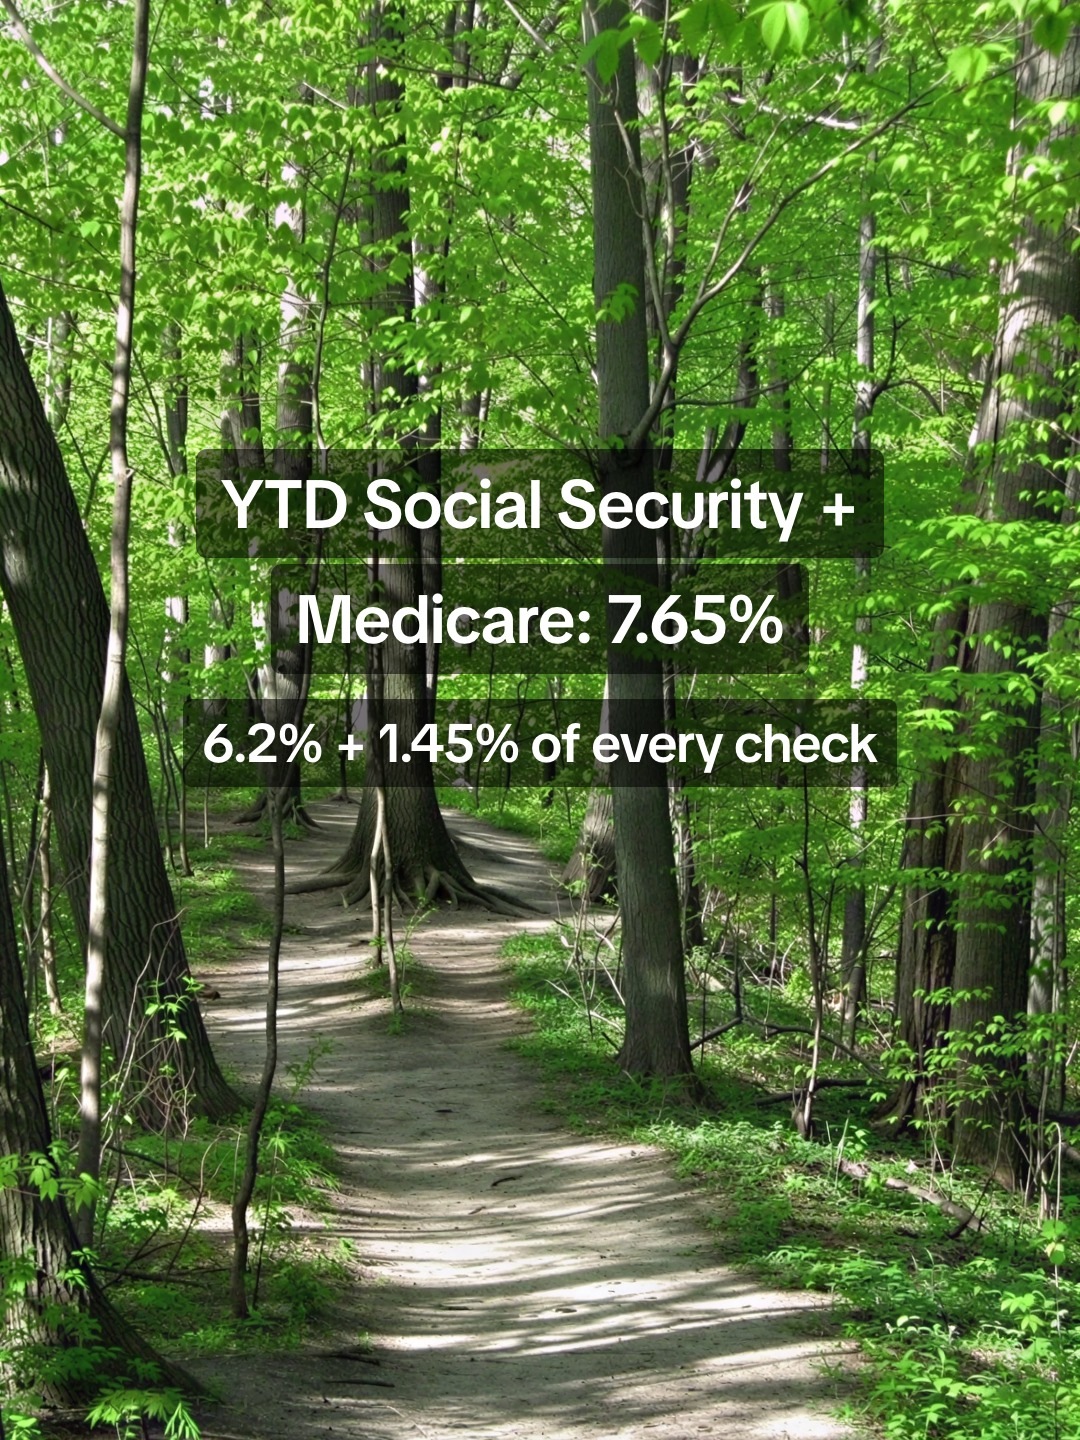 YTD Social Security +
Medicare: 7.65%
6.2% + 1.45% of every check